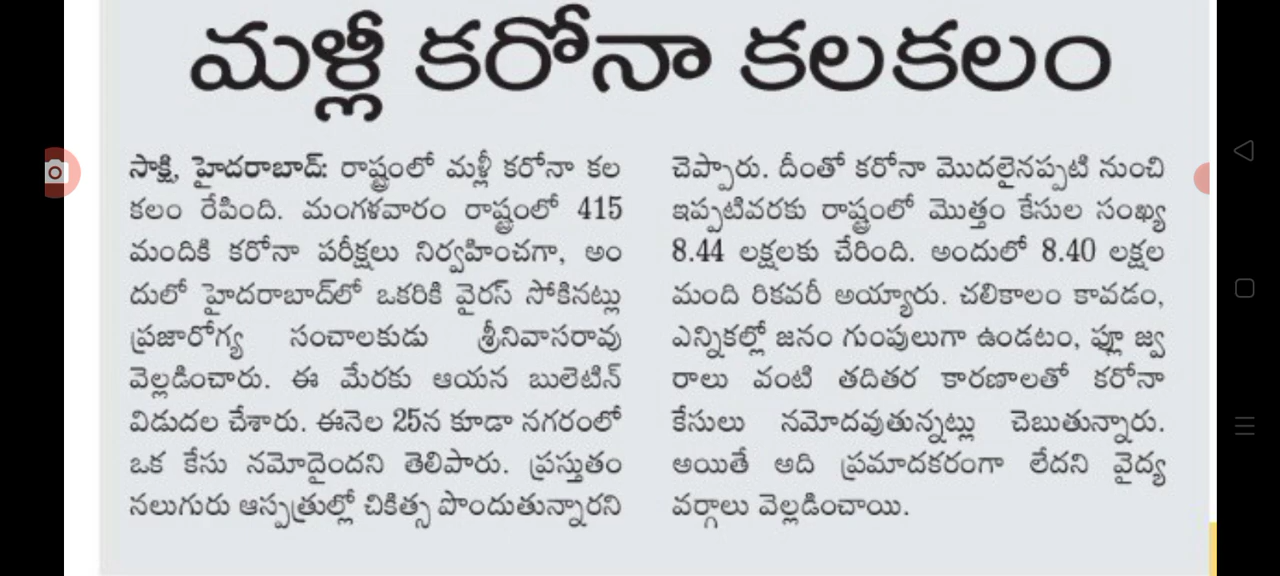 మళ్లీ కరోనా కలకలం
సాక్షి, హైదరాబాద్: రాష్ట్రంలో మళ్లీ కరోనా కల
కలం రేపింది. మంగళవారం రాష్ట్రంలో 415
మందికి కరోనా పరీక్షలు నిర్వహించగా, అం
దులో హైదరాబాద్‌లో ఒకరికి వైరస్ సోకినట్లు
ప్రజారోగ్య సంచాలకుడు శ్రీనివాసరావు
వెల్లడించారు. ఈ మేరకు ఆయన బులెటిన్
విడుదల చేశారు. ఈనెల 25న కూడా నగరంలో
ఒక కేసు నమోదైందని తెలిపారు. ప్రస్తుతం
నలుగురు ఆస్పత్రుల్లో చికిత్స పొందుతున్నారని
చెప్పారు. దీంతో కరోనా మొదలైనప్పటి నుంచి
ఇప్పటివరకు రాష్ట్రంలో మొత్తం కేసుల సంఖ్య
8.44 లక్షలకు చేరింది. అందులో 8.40 లక్షల
మంది రికవరీ అయ్యారు. చలికాలం కావడం,
ఎన్నికల్లో జనం గుంపులుగా ఉండటం, ఫ్లూ జ్వ
రాలు వంటి తదితర కారణాలతో కరోనా
కేసులు నమోదవుతున్నట్లు చెబుతున్నారు.
అయితే అది ప్రమాదకరంగా లేదని వైద్య
వర్గాలు వెల్లడించాయి.